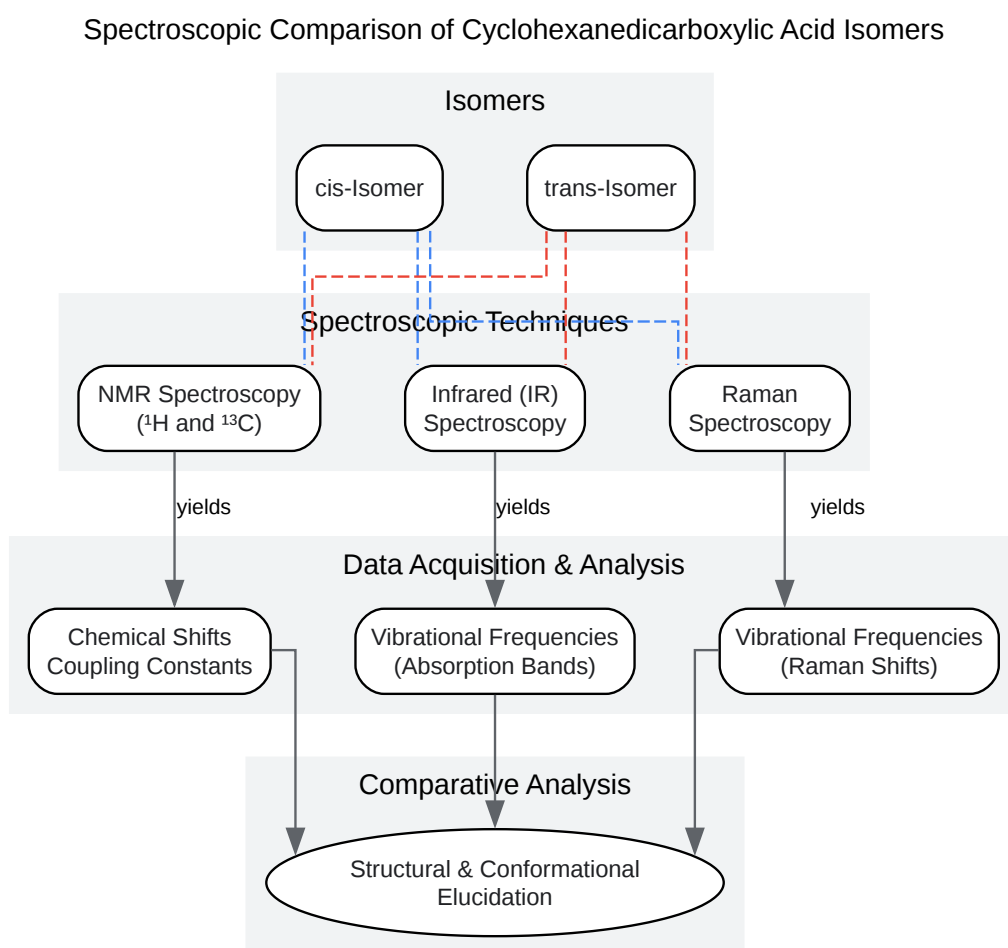 Spectroscopic Comparison of Cyclohexanedicarboxylic Acid Isomers
Isomers
cis-Isomer
trans-Isomer
Spectroscopic Techniques
NMR Spectroscopy
(¹H and ¹³C)
Infrared (IR)
Spectroscopy
Raman
Spectroscopy
yields
yields
yields
Data Acquisition & Analysis
Chemical Shifts
Coupling Constants
Vibrational Frequencies
(Absorption Bands)
Vibrational Frequencies
(Raman Shifts)
Comparative Analysis
Structural & Conformational
Elucidation